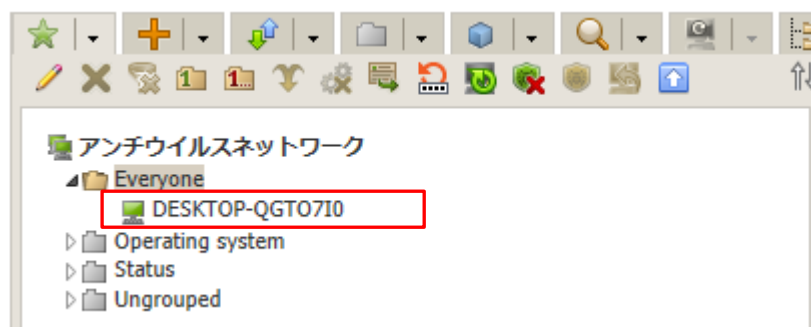 アンチウイルスネットワーク
Everyone
DESKTOP-QGTO7I0
Operating system
Status
Ungrouped